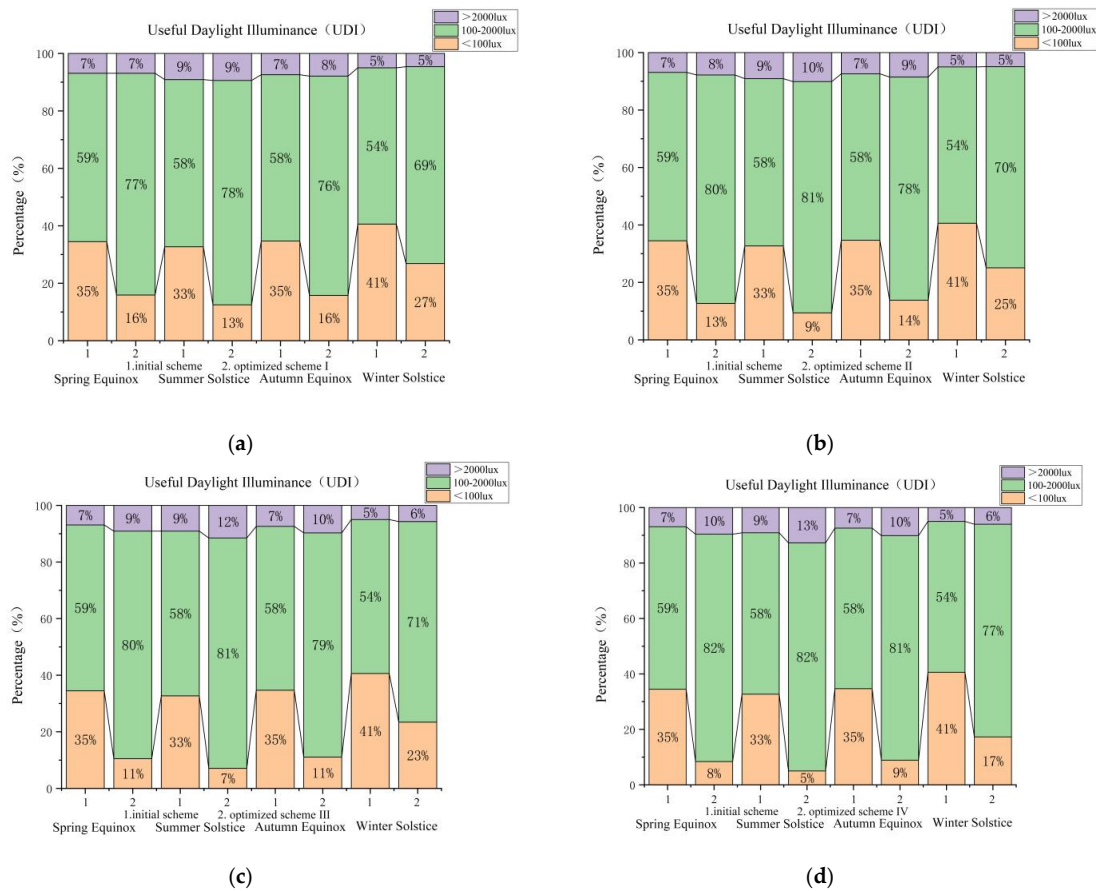 Useful Daylight Illuminance（UDI）
＞2000lux
100-2000lux
＜100lux
Percentage（%）
100
80
60
40
20
0
7% 7% 9% 9% 7% 8% 5% 5%
59% 77% 58% 78% 58% 76% 54% 69%
35% 16% 33% 13% 35% 16% 41% 27%
1 2 1 2 1 2 1 2
1.initial scheme 2. optimized scheme I
Spring Equinox Summer Solstice Autumn Equinox Winter Solstice
(a)
Useful Daylight Illuminance（UDI）
＞2000lux
100-2000lux
＜100lux
Percentage（%）
100
80
60
40
20
0
7% 8% 9% 10% 7% 9% 5% 5%
59% 80% 58% 81% 58% 78% 54% 70%
35% 13% 33% 9% 35% 14% 41% 25%
1 2 1 2 1 2 1 2
1.initial scheme 2. optimized scheme II
Spring Equinox Summer Solstice Autumn Equinox Winter Solstice
(b)
Useful Daylight Illuminance（UDI）
＞2000lux
100-2000lux
＜100lux
Percentage（%）
100
80
60
40
20
0
7% 9% 9% 12% 7% 10% 5% 6%
59% 80% 58% 81% 58% 79% 54% 71%
35% 11% 33% 7% 35% 11% 41% 23%
1 2 1 2 1 2 1 2
1.initial scheme 2. optimized scheme III
Spring Equinox Summer Solstice Autumn Equinox Winter Solstice
(c)
Useful Daylight Illuminance（UDI）
＞2000lux
100-2000lux
＜100lux
Percentage（%）
100
80
60
40
20
0
7% 10% 9% 13% 7% 10% 5% 6%
59% 82% 58% 82% 58% 81% 54% 77%
35% 8% 33% 5% 35% 9% 41% 17%
1 2 1 2 1 2 1 2
1.initial scheme 2. optimized scheme IV
Spring Equinox Summer Solstice Autumn Equinox Winter Solstice
(d)